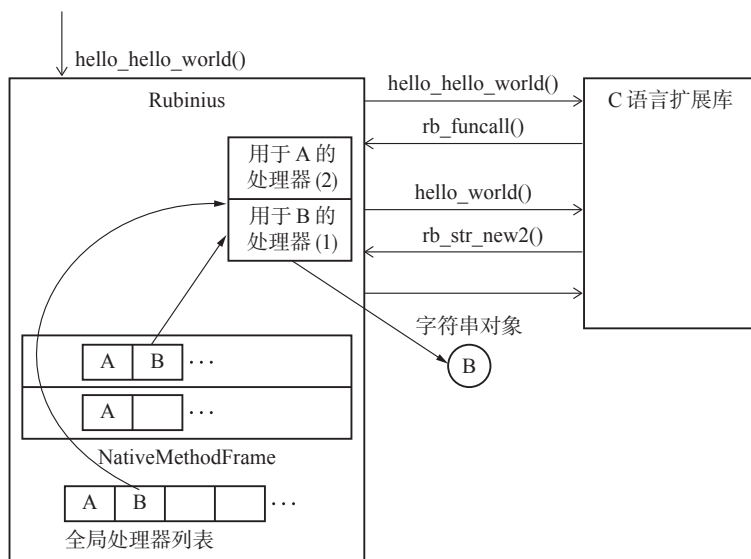 hello_hello_world()
Rubinius
hello_hello_world()
C 语言扩展库
rb_funcall()
用于 A 的
处理器 (2)
用于 B 的
处理器 (1)
hello_world()
rb_str_new2()
字符串对象
B
A B ···
A ···
NativeMethodFrame
A B ···
全局处理器列表